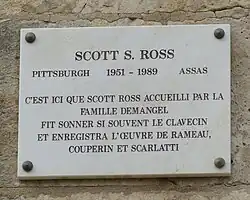 SCOTT S. ROSS
PITTSBURGH 1951 - 1989 ASSAS
C'EST ICI QUE SCOTT ROSS ACCUEILLI PAR LA
FAMILLE DEMANGEL
FIT SONNER SI SOUVENT LE CLAVECIN
ET ENREGISTRA L'ŒUVRE DE RAMEAU,
COUPERIN ET SCARLATTI